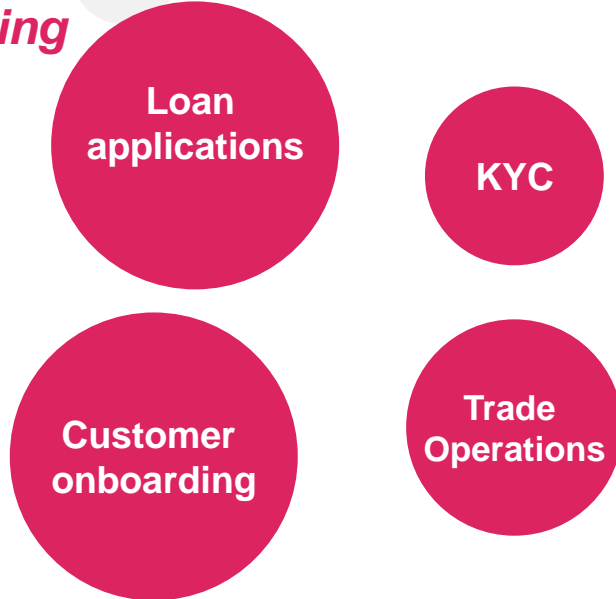 ing
Loan
applications
KYC
Customer
onboarding
Trade
Operations